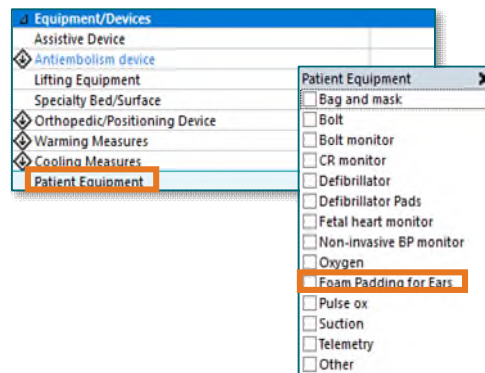 Equipment/Devices
Assistive Device
Antiembolism device
Lifting Equipment
Specialty Bed/Surface
Orthopedic/Positioning Device
Warming Measures
Cooling Measures
Patient Equipment
Patient Equipment
Bag and mask
Bolt
Bolt monitor
CR monitor
Defibrillator
Defibrillator Pads
Fetal heart monitor
Non-invasive BP monitor
Oxygen
Foam Padding for Ears
Pulse ox
Suction
Telemetry
Other